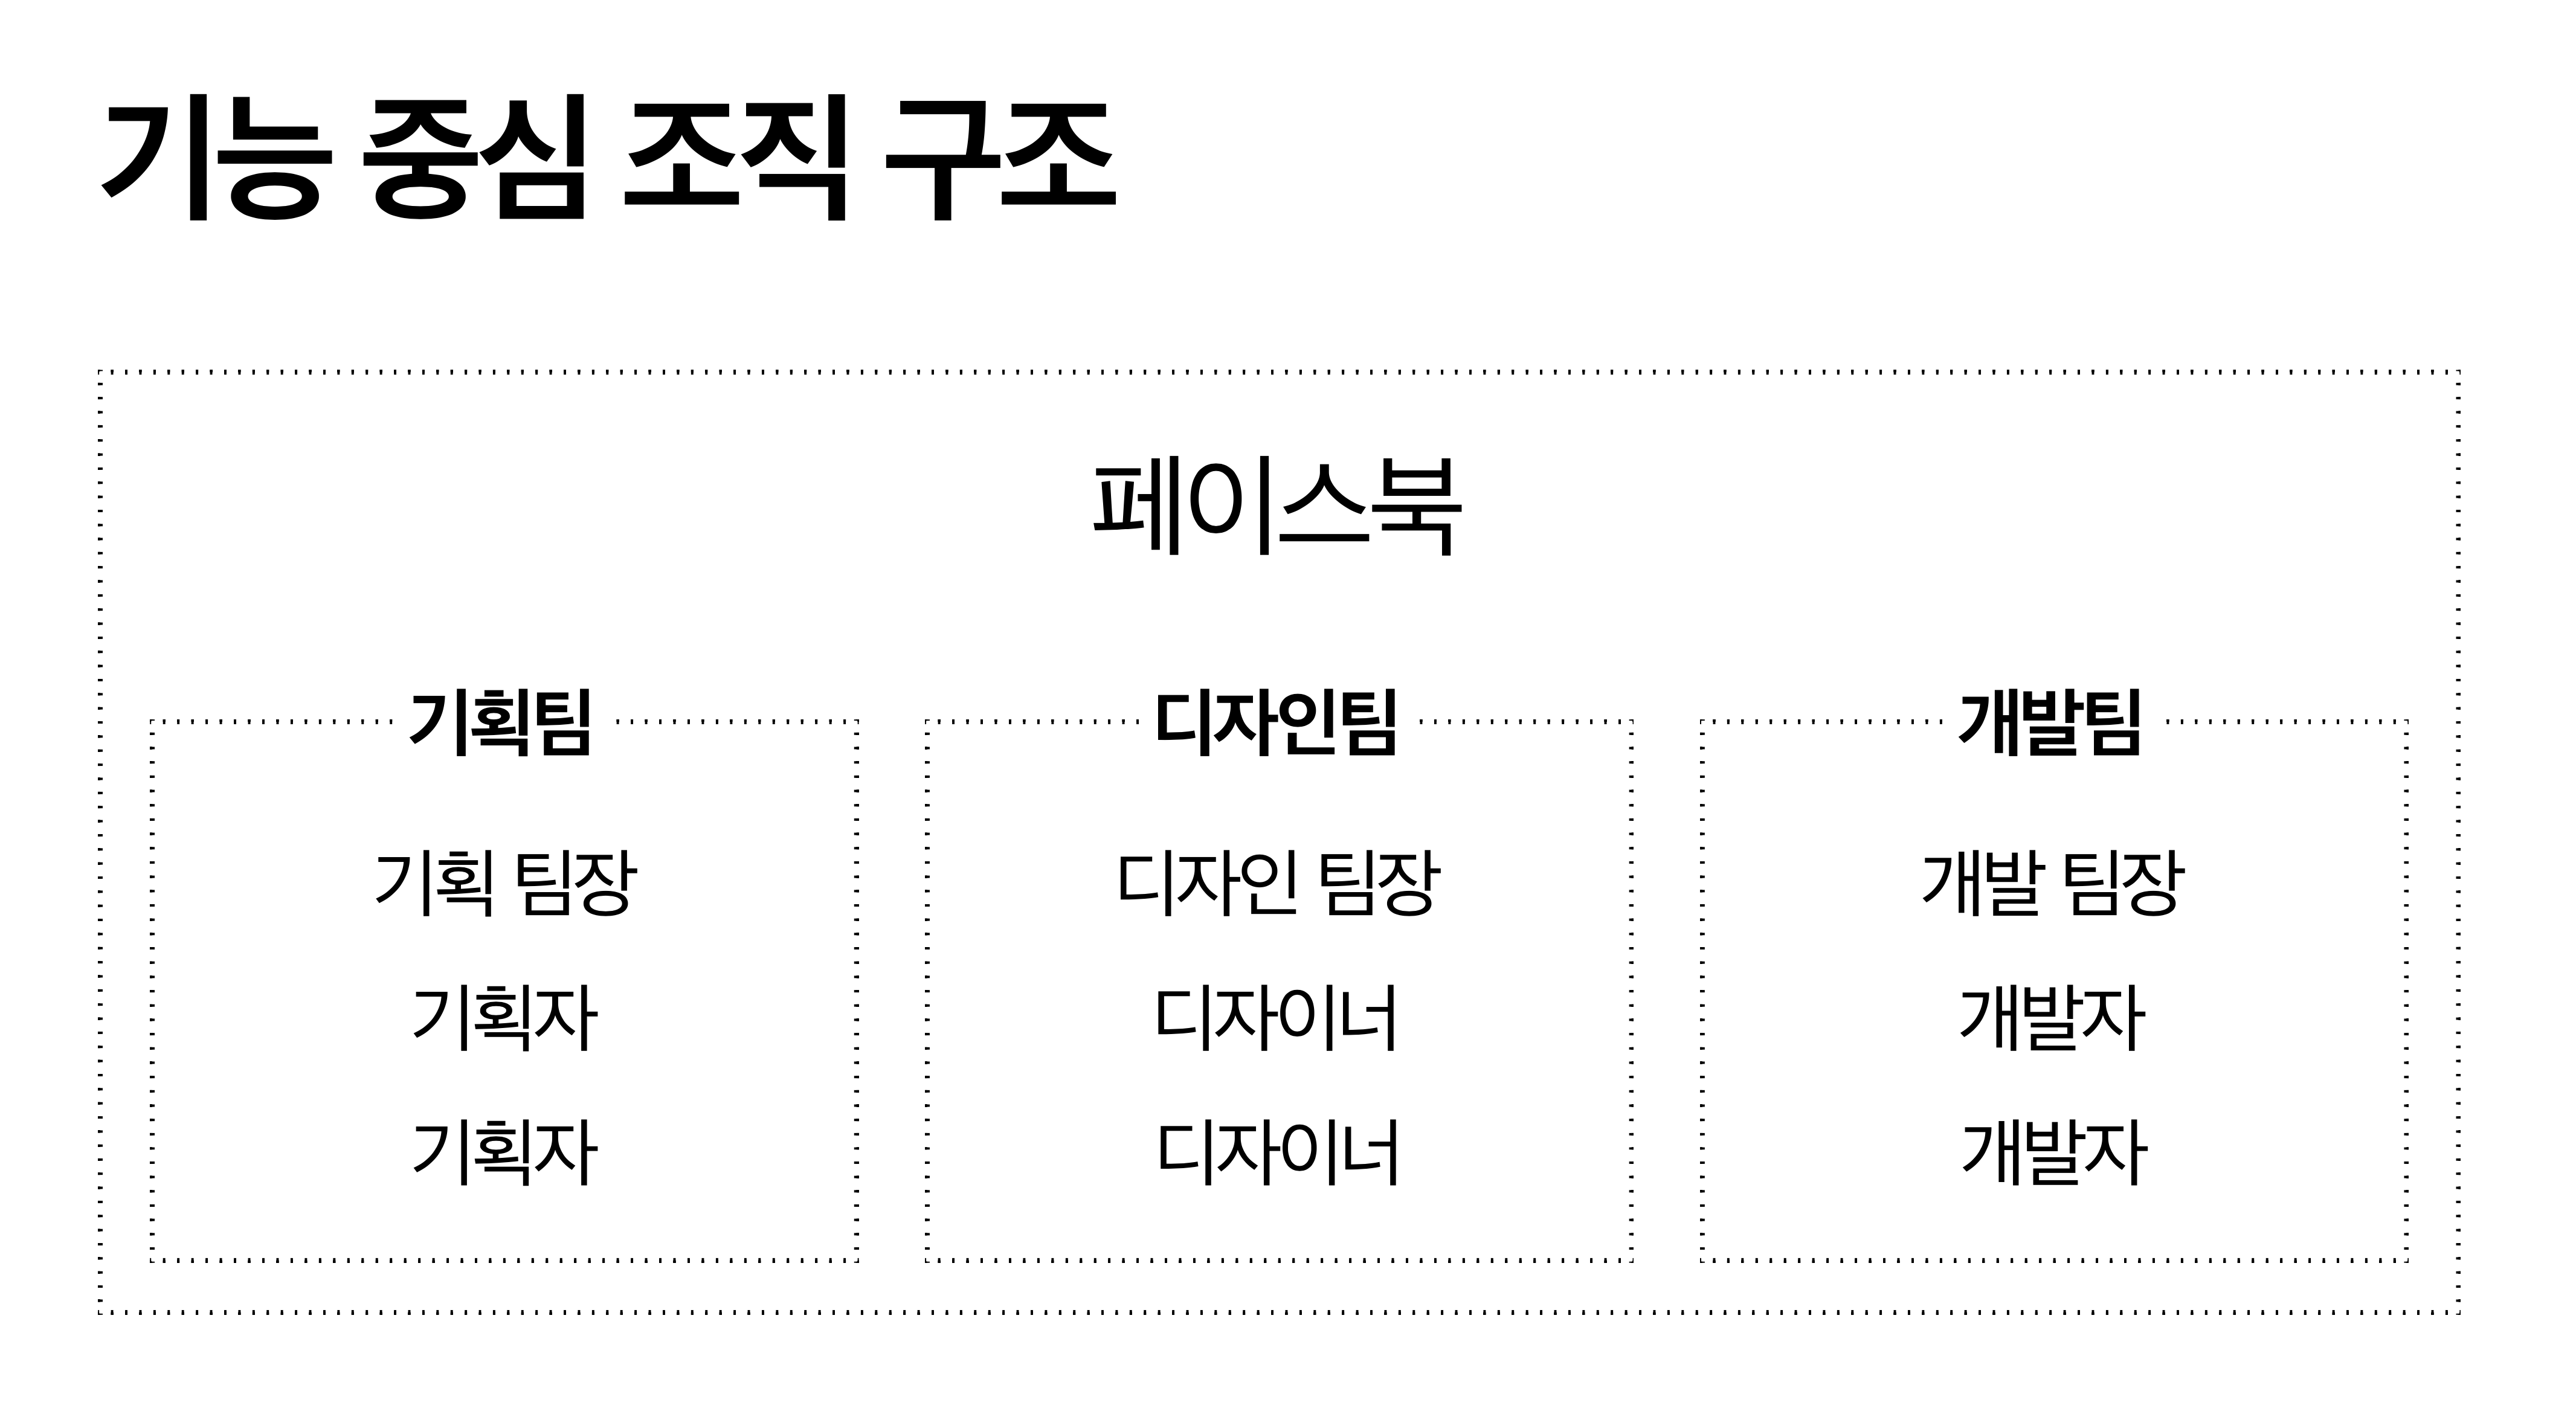 기능 중심 조직 구조
페이스북
기획팀
기획 팀장
기획자
기획자
디자인팀
디자인 팀장
디자이너
디자이너
개발팀
개발 팀장
개발자
개발자